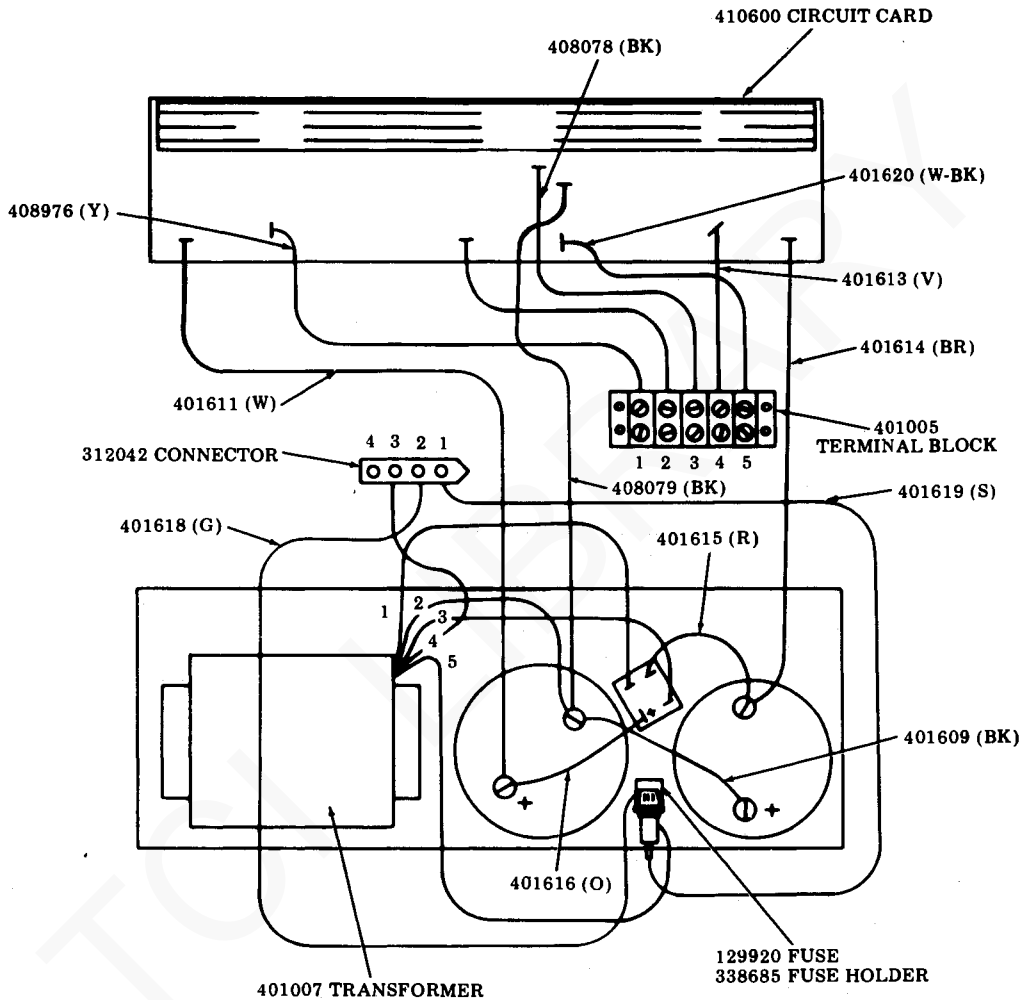 410600 CIRCUIT CARD
408078 (BK)
401620 (W-BK)
408976 (Y)
401613 (V)
401614 (BR)
401611 (W)
401005
TERMINAL BLOCK
1 2 3 4 5
4 3 2 1
312042 CONNECTOR
408079 (BK)
401619 (S)
401618 (G)
401615 (R)
1
2
3
4
5
+
401609 (BK)
+
+
401616 (O)
129920 FUSE
338685 FUSE HOLDER
401007 TRANSFORMER
TCI LIBRARY